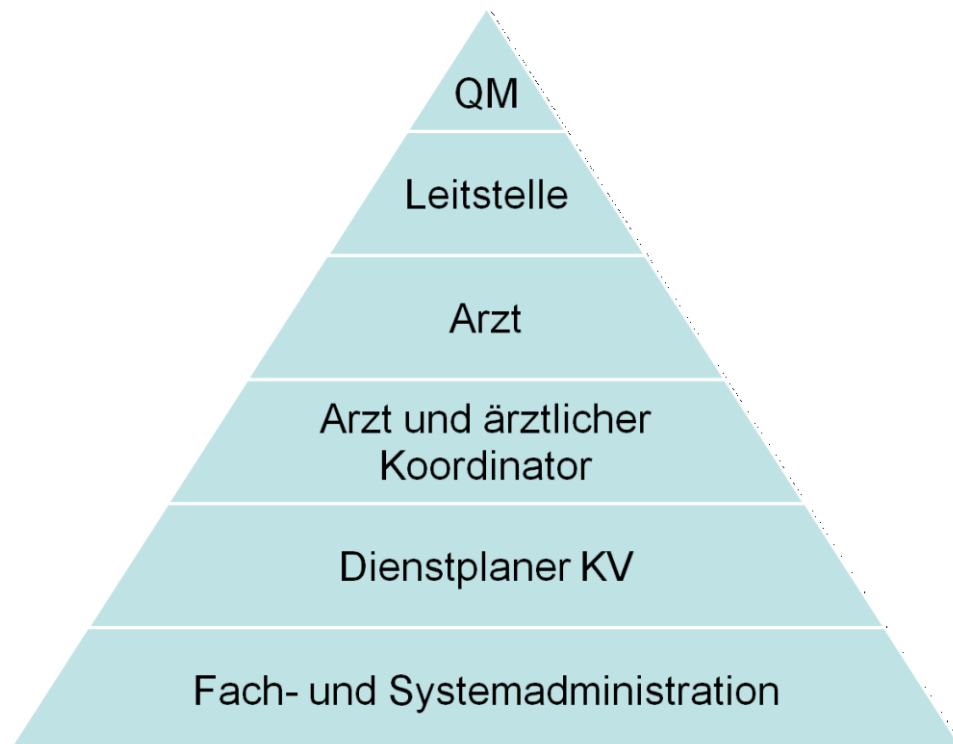 QM
Leitstelle
Arzt
Arzt und ärztlicher
Koordinator
Dienstplaner KV
Fach- und Systemadministration